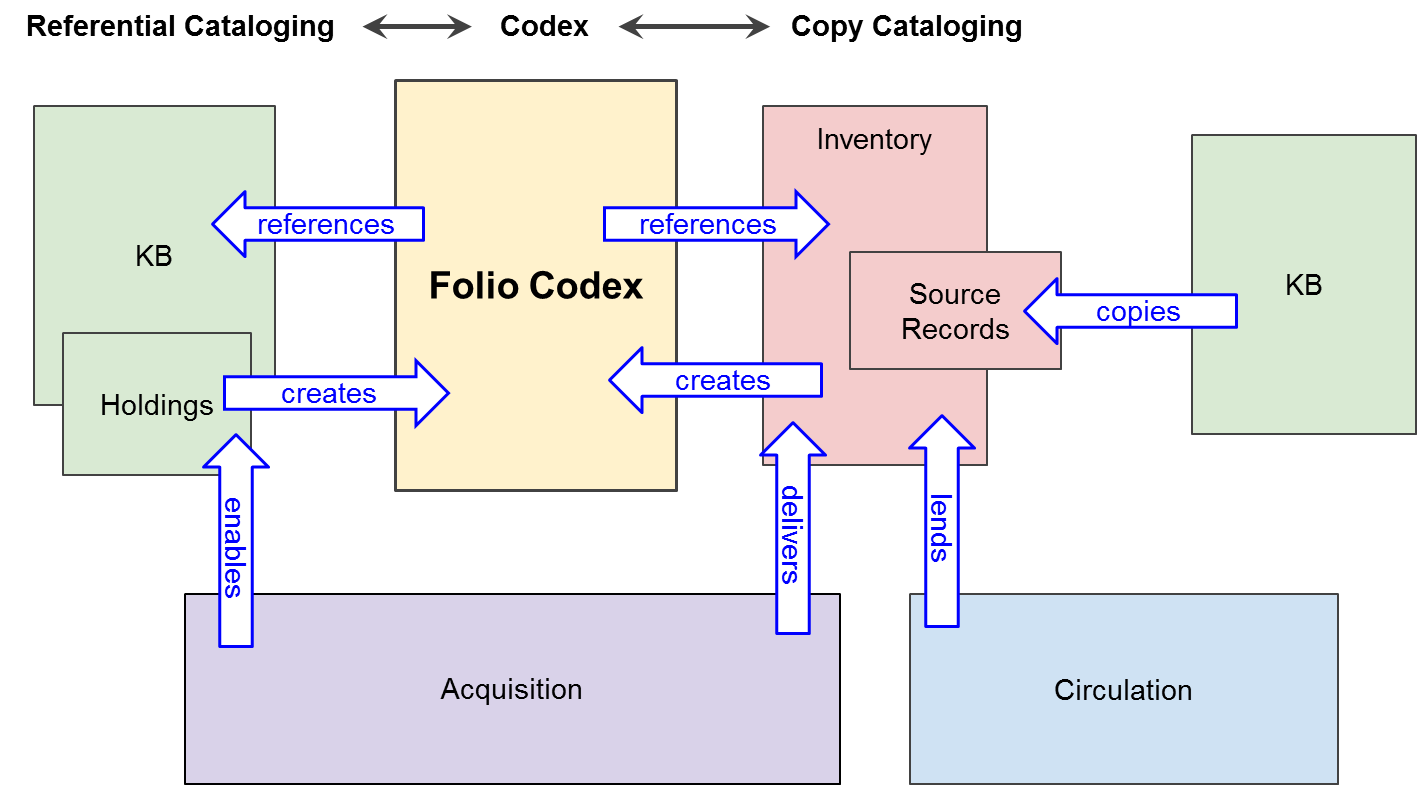 Referential Cataloging
Codex
Copy Cataloging
KB
Holdings
references
creates
enables
Folio Codex
references
creates
Inventory
Source
Records
copies
KB
delivers
lends
Acquisition
Circulation